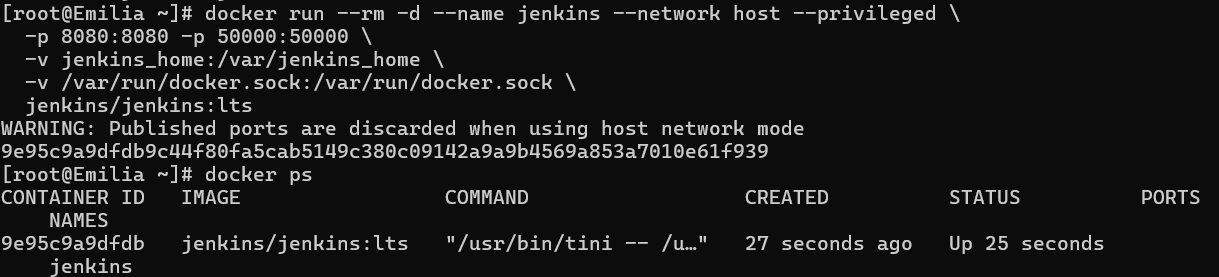 [root@Emilia ~]# docker run --rm -d --name jenkins --network host --privileged \
  -p 8080:8080 -p 50000:50000 \
  -v jenkins_home:/var/jenkins_home \
  -v /var/run/docker.sock:/var/run/docker.sock \
  jenkins/jenkins:lts
WARNING: Published ports are discarded when using host network mode
9e95c9a9dfdb9c44f80fa5cab5149c380c09142a9a9b4569a853a7010e61f939
[root@Emilia ~]# docker ps
CONTAINER ID   IMAGE                 COMMAND                  CREATED          STATUS          PORTS
    NAMES
9e95c9a9dfdb   jenkins/jenkins:lts   "/usr/bin/tini -- /u…"   27 seconds ago   Up 25 seconds
    jenkins